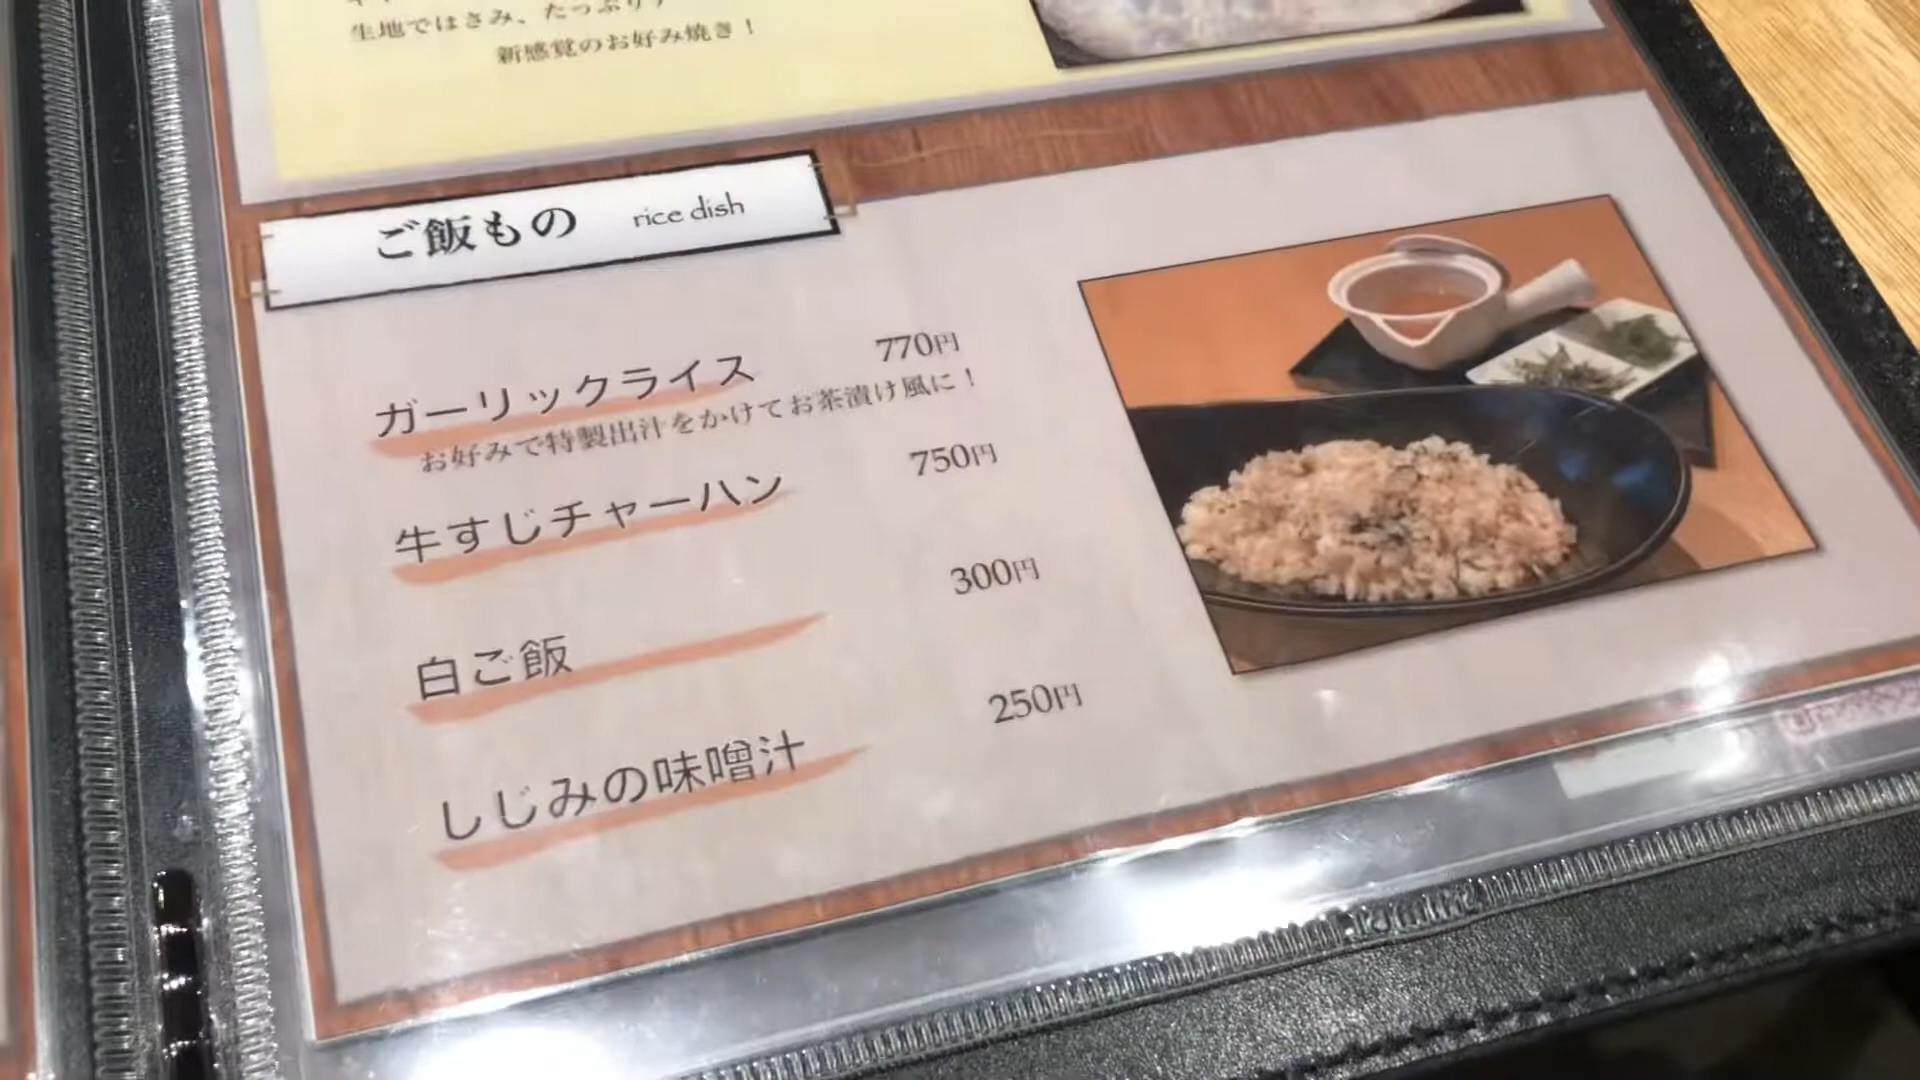 生地ではさみ、たっぷり
新感覚のお好み焼き！
ご飯もの rice dish
ガーリックライス 770円
お好みで特製出汁をかけてお茶漬け風に！
牛すじチャーハン 750円
白ご飯 300円
しじみの味噌汁 250円